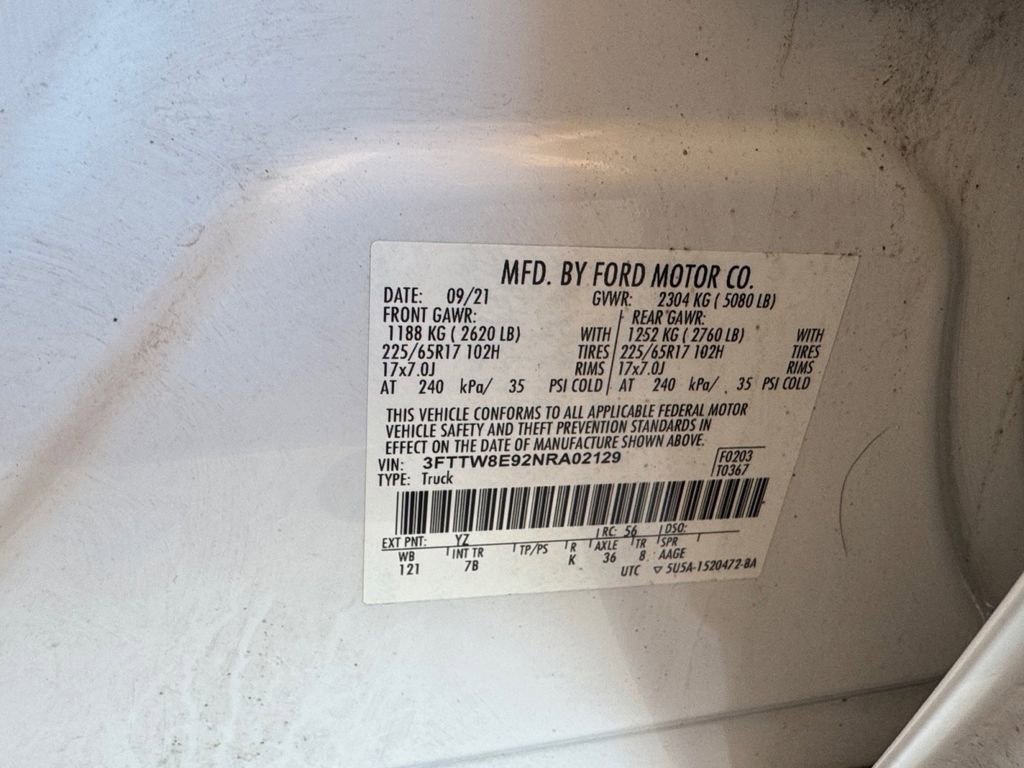 MFD. BY FORD MOTOR CO.
DATE: 09/21 GVWR: 2304 KG ( 5080 LB)
FRONT GAWR: REAR GAWR:
1188 KG ( 2620 LB) WITH 1252 KG ( 2760 LB) WITH
225/65R17 102H TIRES 225/65R17 102H TIRES
17x7.0J RIMS 17x7.0J RIMS
AT 240 kPa/ 35 PSI COLD AT 240 kPa/ 35 PSI COLD
THIS VEHICLE CONFORMS TO ALL APPLICABLE FEDERAL MOTOR
VEHICLE SAFETY AND THEFT PREVENTION STANDARDS IN
EFFECT ON THE DATE OF MANUFACTURE SHOWN ABOVE.
VIN: 3FTTW8E92NRA02129 F0203
TYPE: Truck T0367
EXT PNT: YZ RC: 56 DSO:
WB INT TR TP/PS R AXLE TR SPR
121 7B K 36 8 AAGE
UTC ▽ 5U5A-1520472-BA